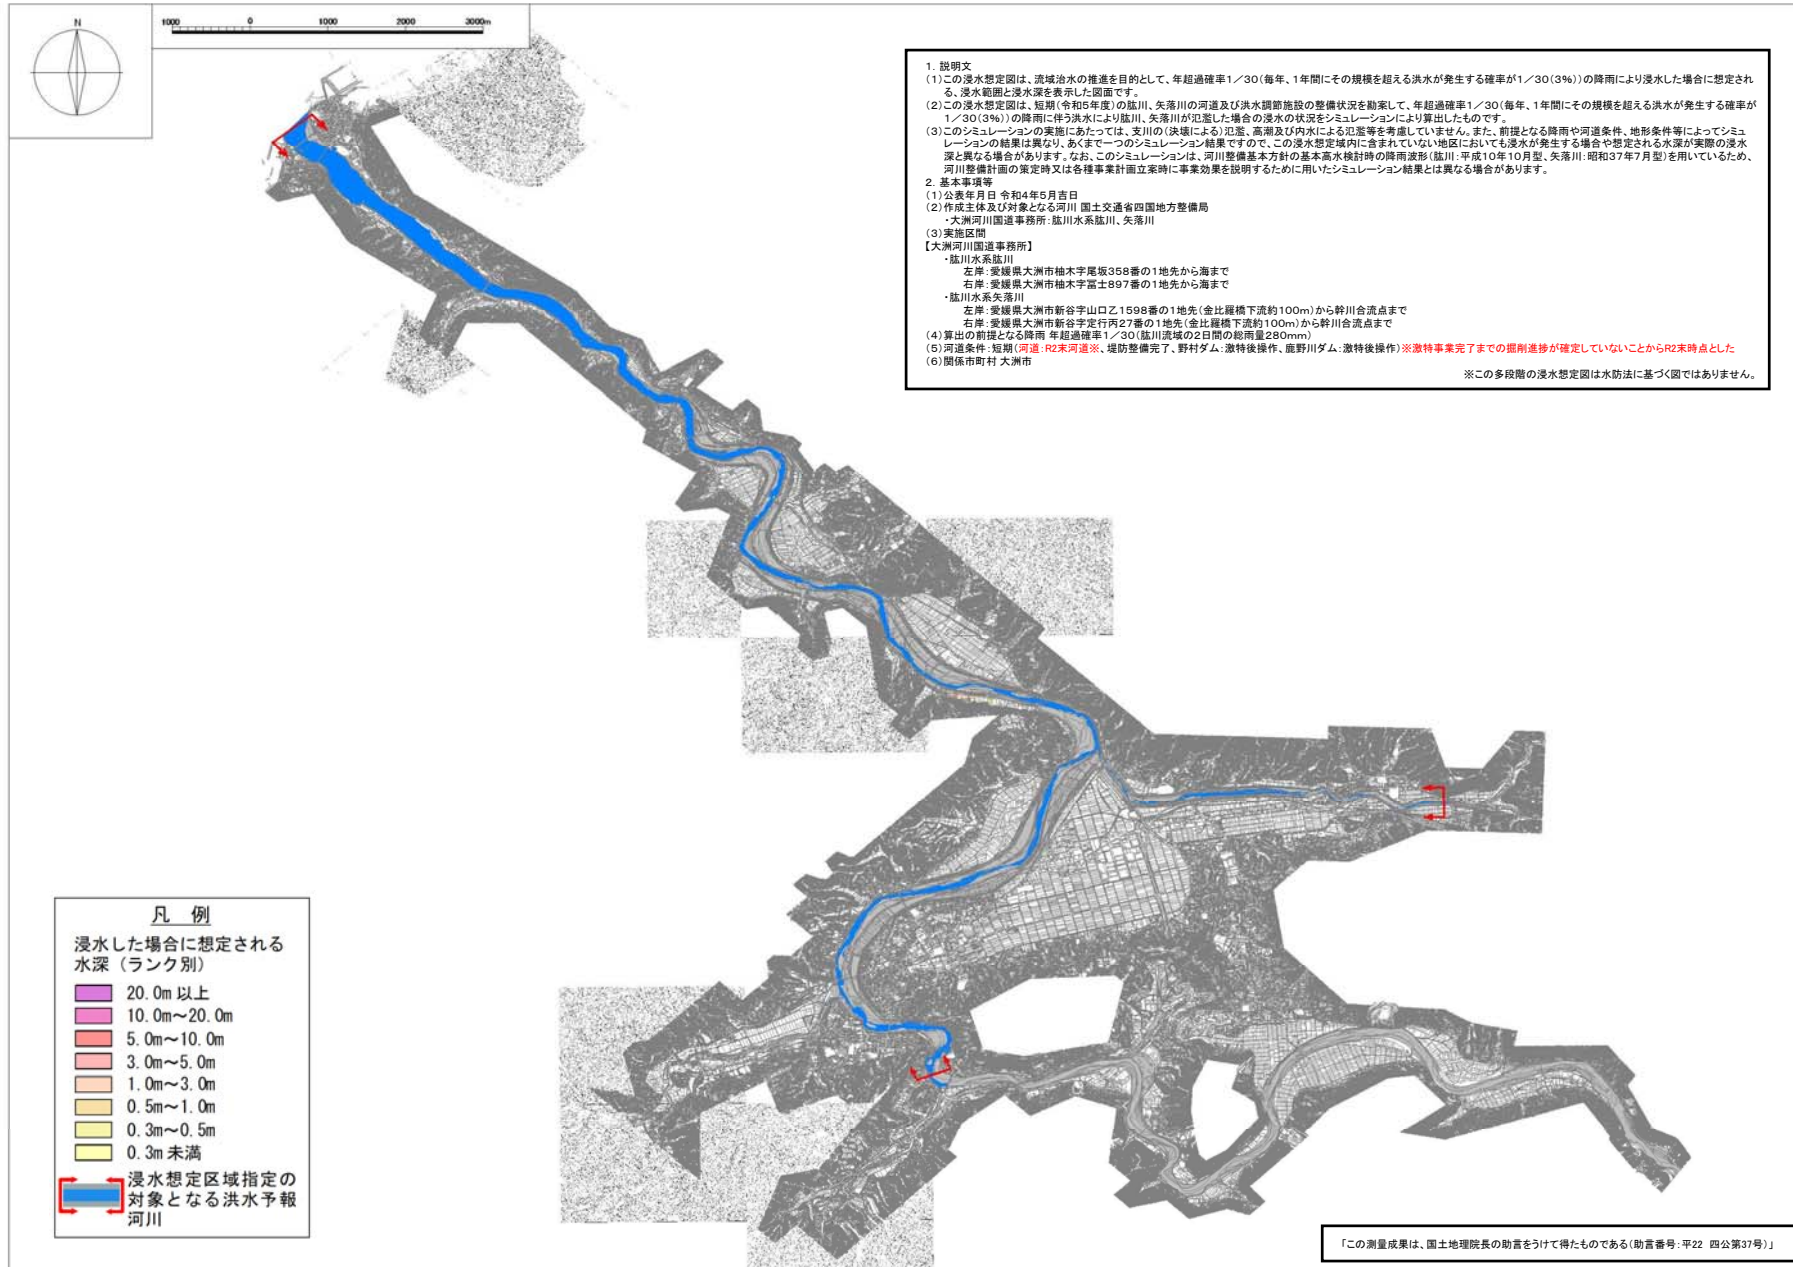 N
1000 0 1000 2000 3000m
1. 説明文
(1)この浸水想定図は、流域治水の推進を目的として、年超過確率1/30(毎年、1年間にその規模を超える洪水が発生する確率が1/30(3%))の降雨により浸水した場合に想定され
る、浸水範囲と浸水深を表示した図面です。
(2)この浸水想定図は、短期(令和5年度)の肱川、矢落川の河道及び洪水調節施設の整備状況を勘案して、年超過確率1/30(毎年、1年間にその規模を超える洪水が発生する確率が
1/30(3%))の降雨に伴う洪水により肱川、矢落川が氾濫した場合の浸水の状況をシミュレーションにより算出したものです。
(3)このシミュレーションの実施にあたっては、支川の(決壊による)氾濫、高潮及び内水による氾濫等を考慮していません。また、前提となる降雨や河道条件、地形条件等によってシミュ
レーションの結果は異なり、あくまで一つのシミュレーション結果ですので、この浸水想定域内に含まれていない地区においても浸水が発生する場合や想定される水深が実際の浸水
深と異なる場合があります。なお、このシミュレーションは、河川整備基本方針の基本高水検討時の降雨波形(肱川:平成10年10月型、矢落川:昭和37年7月型)を用いているため、
河川整備計画の策定時又は各種事業計画立案時に事業効果を説明するために用いたシミュレーション結果とは異なる場合があります。
2. 基本事項等
(1)公表年月日 令和4年5月吉日
(2)作成主体及び対象となる河川 国土交通省四国地方整備局
・大洲河川国道事務所:肱川水系肱川、矢落川
(3)実施区間
【大洲河川国道事務所】
・肱川水系肱川
左岸:愛媛県大洲市柚木字尾坂358番の1地先から海まで
右岸:愛媛県大洲市柚木字冨士897番の1地先から海まで
・肱川水系矢落川
左岸:愛媛県大洲市新谷字山口乙1598番の1地先(金比羅橋下流約100m)から幹川合流点まで
右岸:愛媛県大洲市新谷字定行丙27番の1地先(金比羅橋下流約100m)から幹川合流点まで
(4)算出の前提となる降雨 年超過確率1/30(肱川流域の2日間の総雨量280mm)
(5)河道条件:短期(河道:R2末河道※、堤防整備完了、野村ダム:激特後操作、鹿野川ダム:激特後操作)※激特事業完了までの掘削進捗が確定していないことからR2末時点とした
(6)関係市町村 大洲市
※この多段階の浸水想定図は水防法に基づく図ではありません。
凡 例
浸水した場合に想定される
水深 (ランク別)
20.0m 以上
10.0m～20.0m
5.0m～10.0m
3.0m～5.0m
1.0m～3.0m
0.5m～1.0m
0.3m～0.5m
0.3m 未満
浸水想定区域指定の
対象となる洪水予報
河川
「この測量成果は、国土地理院長の助言をうけて得たものである(助言番号:平22 四公第37号)」